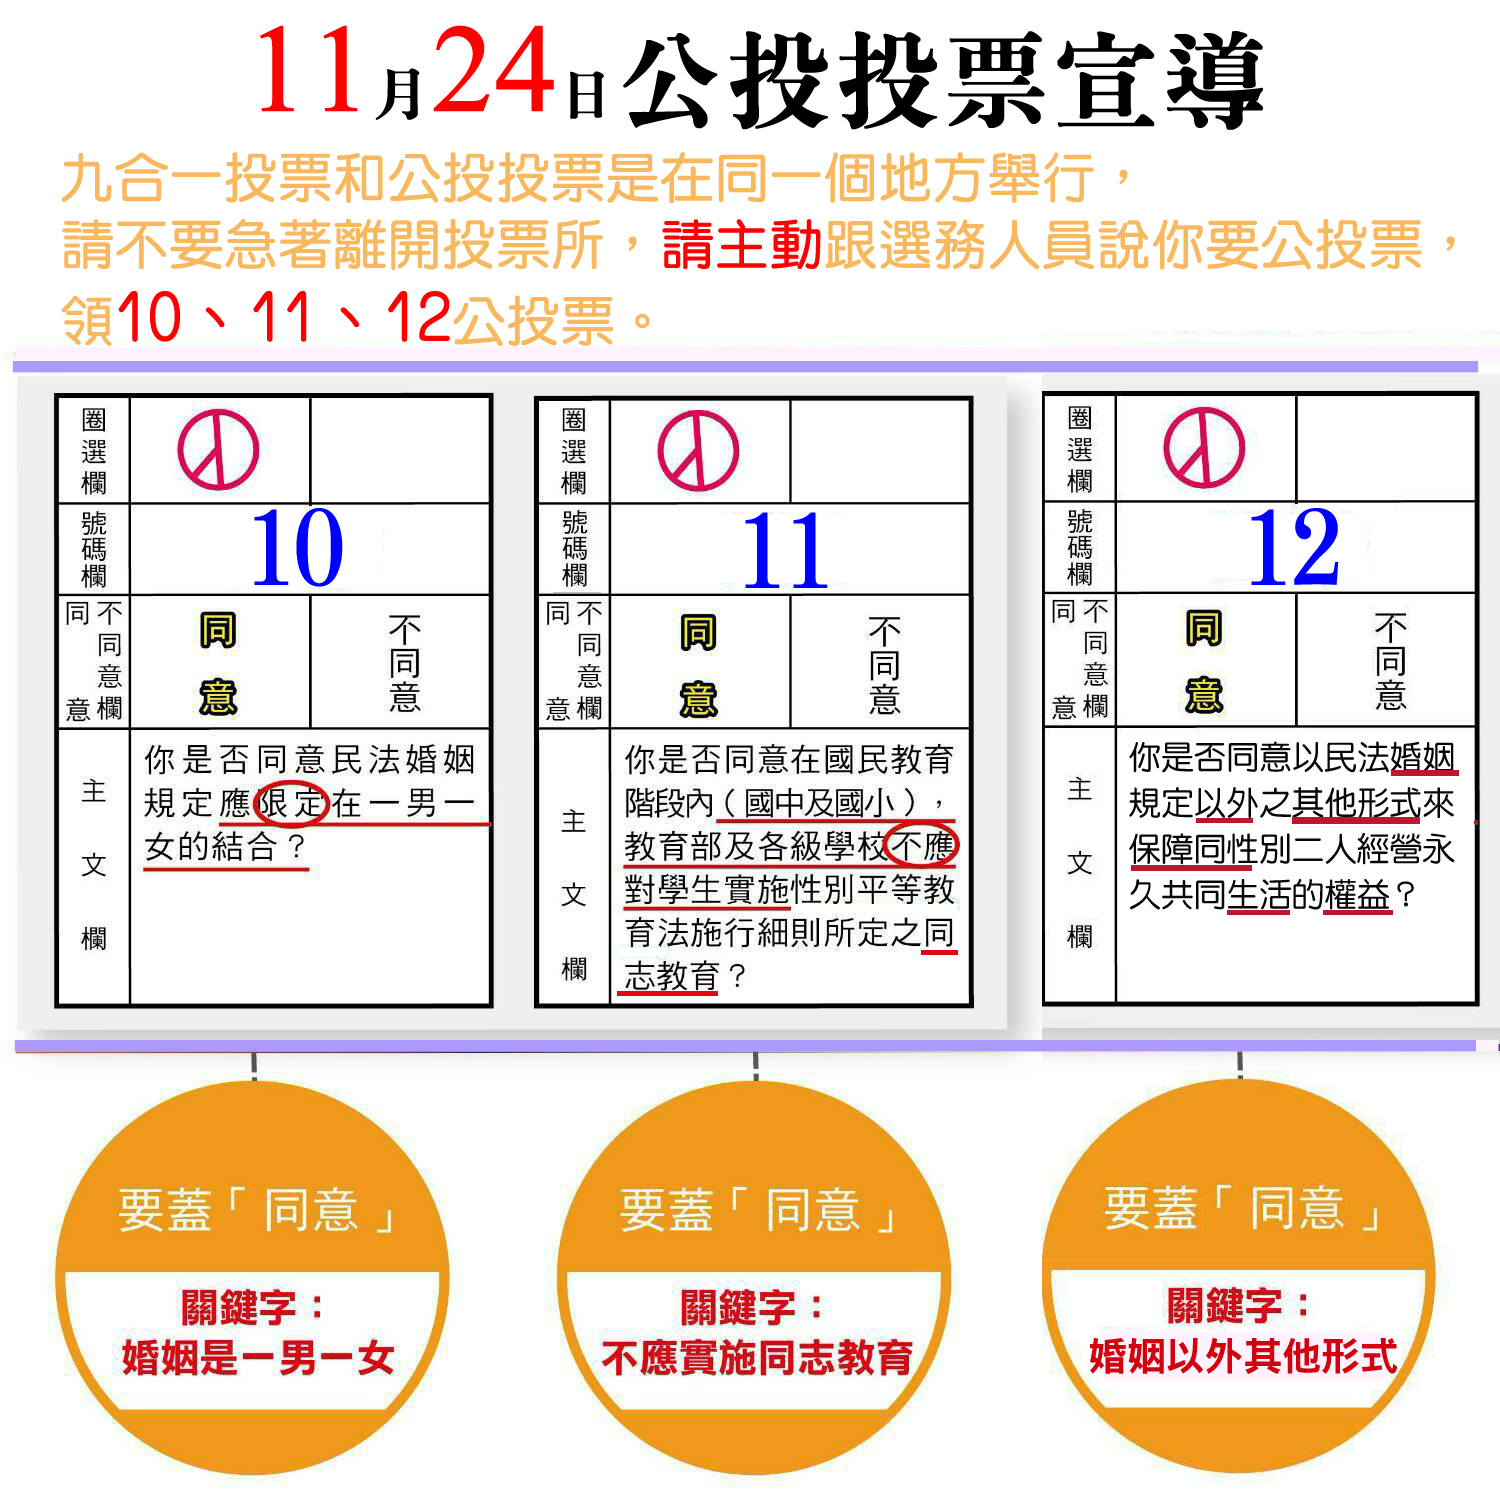 11月24日公投投票宣導
九合一投票和公投投票是在同一個地方舉行，
請不要急著離開投票所，請主動跟選務人員說你要公投票，
領10、11、12公投票。
圈選欄
號碼欄
10
同意不同意欄
同意
不同意
主文欄
你是否同意民法婚姻
規定應限定在一男一
女的結合？
圈選欄
號碼欄
11
同意不同意欄
同意
不同意
主文欄
你是否同意在國民教育
階段內（國中及國小），
教育部及各級學校不應
對學生實施性別平等教
育法施行細則所定之同
志教育？
圈選欄
號碼欄
12
同意不同意欄
同意
不同意
主文欄
你是否同意以民法婚姻
規定以外之其他形式來
保障同性別二人經營永
久共同生活的權益？
要蓋「同意」
關鍵字：
婚姻是一男一女
要蓋「同意」
關鍵字：
不應實施同志教育
要蓋「同意」
關鍵字：
婚姻以外其他形式